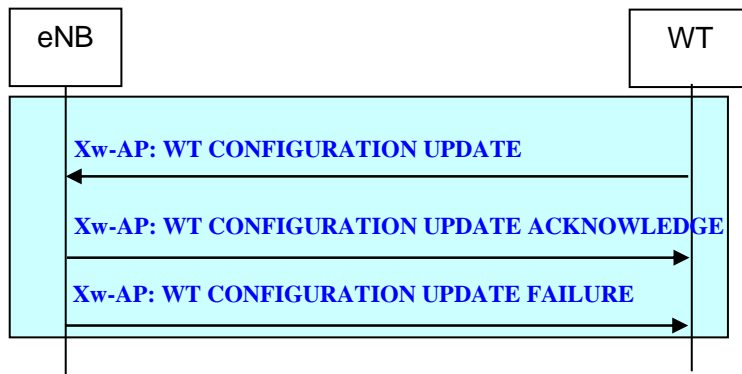 eNB
WT
Xw-AP: WT CONFIGURATION UPDATE
Xw-AP: WT CONFIGURATION UPDATE ACKNOWLEDGE
Xw-AP: WT CONFIGURATION UPDATE FAILURE